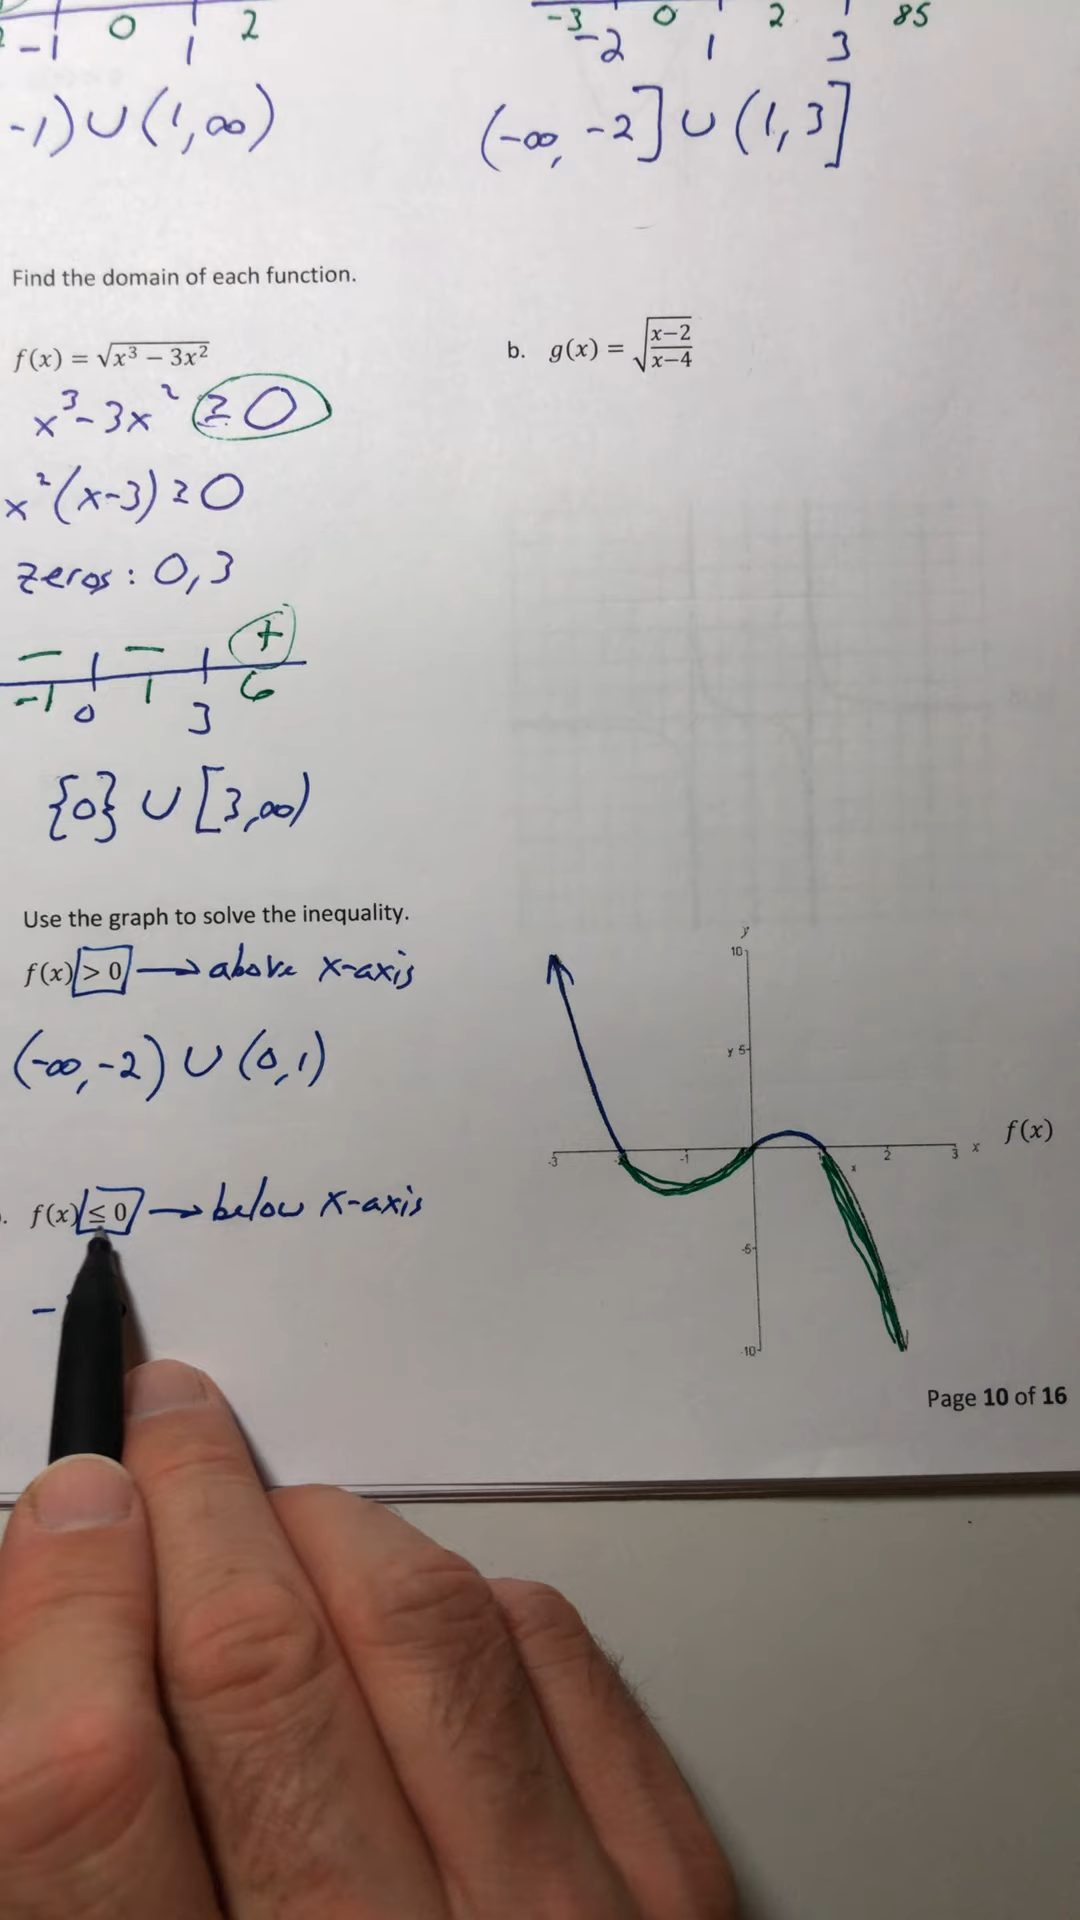 -1 0 1 2
-3 -2 0 1 2 3 85
-1) ∪ (1, ∞)
(-∞, -2] ∪ (1, 3]
Find the domain of each function.
f(x) = √x³ − 3x²
b. g(x) = √x−2/x−4
x³ - 3x² ≥ 0
x²(x-3) ≥ 0
zeros: 0, 3
− − +
-1 0 1 3 6
{0} ∪ [3, ∞)
Use the graph to solve the inequality.
f(x) > 0 → above x-axis
(-∞, -2) ∪ (0, 1)
. f(x) ≤ 0 → below x-axis
-
y
10
y 5
-3 -1 2 3 x
x
f(x)
-5
-10
Page 10 of 16